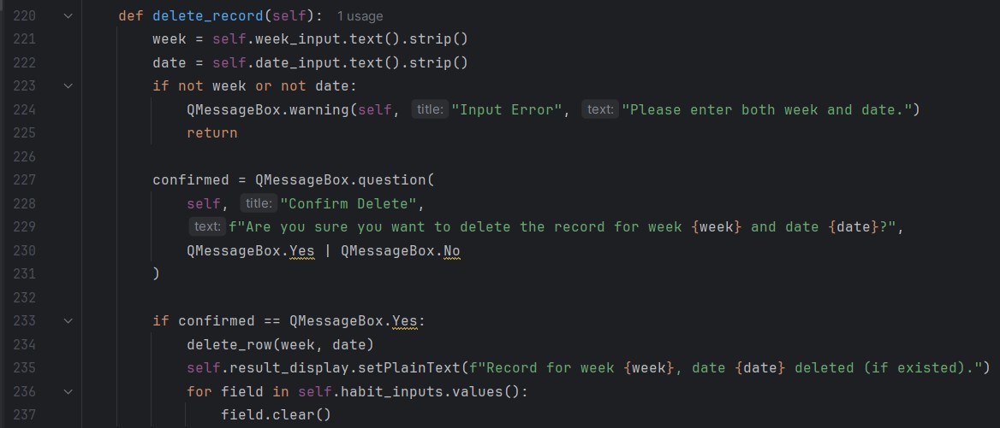 220 def delete_record(self): 1 usage
221 week = self.week_input.text().strip()
222 date = self.date_input.text().strip()
223 if not week or not date:
224 QMessageBox.warning(self, title: "Input Error", text: "Please enter both week and date.")
225 return
226
227 confirmed = QMessageBox.question(
228 self, title: "Confirm Delete",
229 text: f"Are you sure you want to delete the record for week {week} and date {date}?",
230 QMessageBox.Yes | QMessageBox.No
231 )
232
233 if confirmed == QMessageBox.Yes:
234 delete_row(week, date)
235 self.result_display.setPlainText(f"Record for week {week}, date {date} deleted (if existed).")
236 for field in self.habit_inputs.values():
237 field.clear()